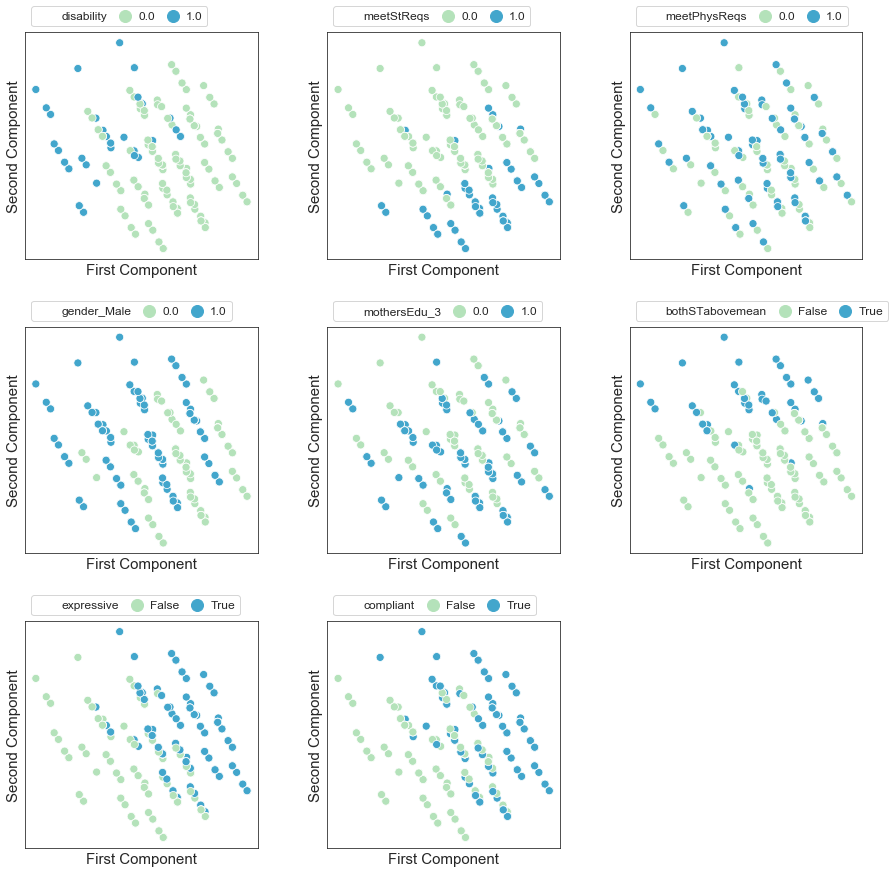 disability 0.0 1.0
meetStReqs 0.0 1.0
meetPhysReqs 0.0 1.0
Second Component
First Component
Second Component
First Component
Second Component
First Component
gender_Male 0.0 1.0
mothersEdu_3 0.0 1.0
bothSTabovemean False True
Second Component
First Component
Second Component
First Component
Second Component
First Component
expressive False True
compliant False True
Second Component
First Component
Second Component
First Component